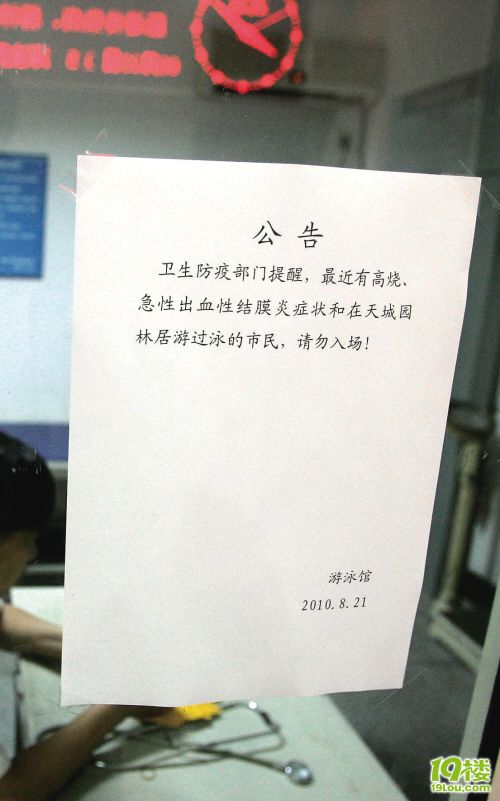 公 告
卫生防疫部门提醒，最近有高烧、
急性出血性结膜炎症状和在天城园
林居游过泳的市民，请勿入场！
游泳馆
2010.8.21
19楼
19lou.com